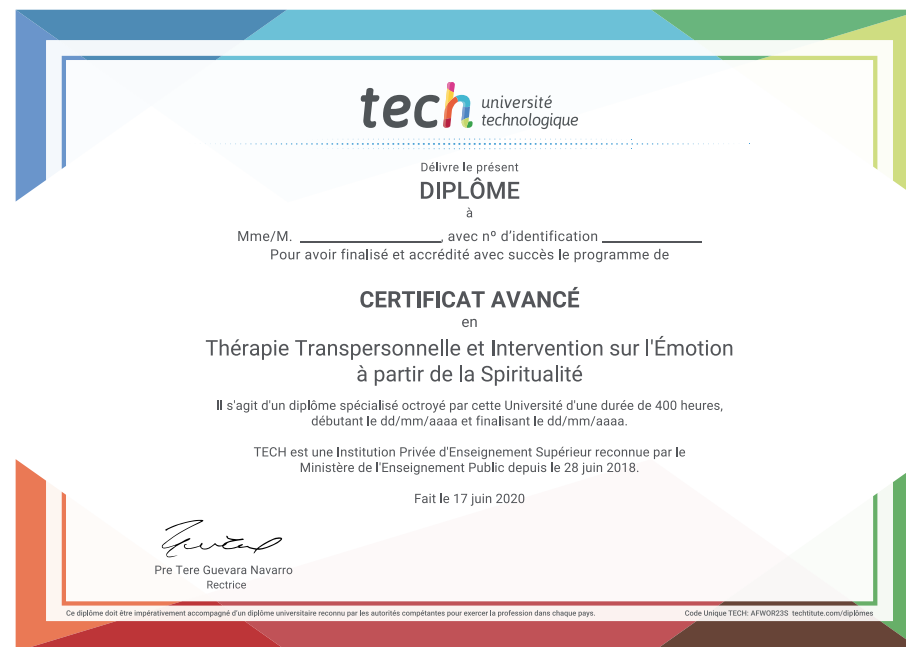 tech université
technologique
Délivre le présent
DIPLÔME
à
Mme/M. ____________________, avec nº d'identification ______________
Pour avoir finalisé et accrédité avec succès le programme de
CERTIFICAT AVANCÉ
en
Thérapie Transpersonnelle et Intervention sur l'Émotion
à partir de la Spiritualité
Il s'agit d'un diplôme spécialisé octroyé par cette Université d'une durée de 400 heures,
débutant le dd/mm/aaaa et finalisant le dd/mm/aaaa.
TECH est une Institution Privée d'Enseignement Supérieur reconnue par le
Ministère de l'Enseignement Public depuis le 28 juin 2018.
Fait le 17 juin 2020
Pre Tere Guevara Navarro
Rectrice
Ce diplôme doit être impérativement accompagné d'un diplôme universitaire reconnu par les autorités compétantes pour exercer la profession dans chaque pays.
Code Unique TECH: AFWOR23S techtitute.com/diplômes